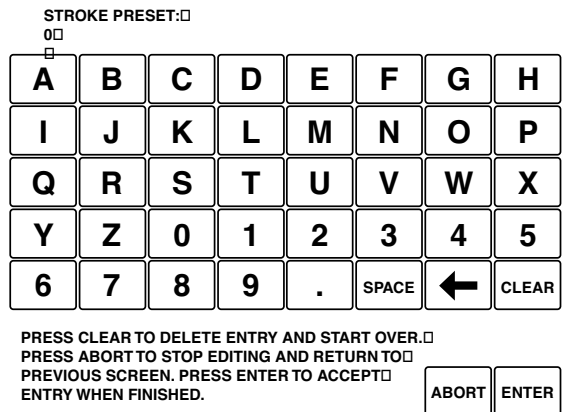 STROKE PRESET:
0
A B C D E F G H
I J K L M N O P
Q R S T U V W X
Y Z 0 1 2 3 4 5
6 7 8 9 . SPACE CLEAR
PRESS CLEAR TO DELETE ENTRY AND START OVER.
PRESS ABORT TO STOP EDITING AND RETURN TO
PREVIOUS SCREEN. PRESS ENTER TO ACCEPT
ENTRY WHEN FINISHED.
ABORT ENTER